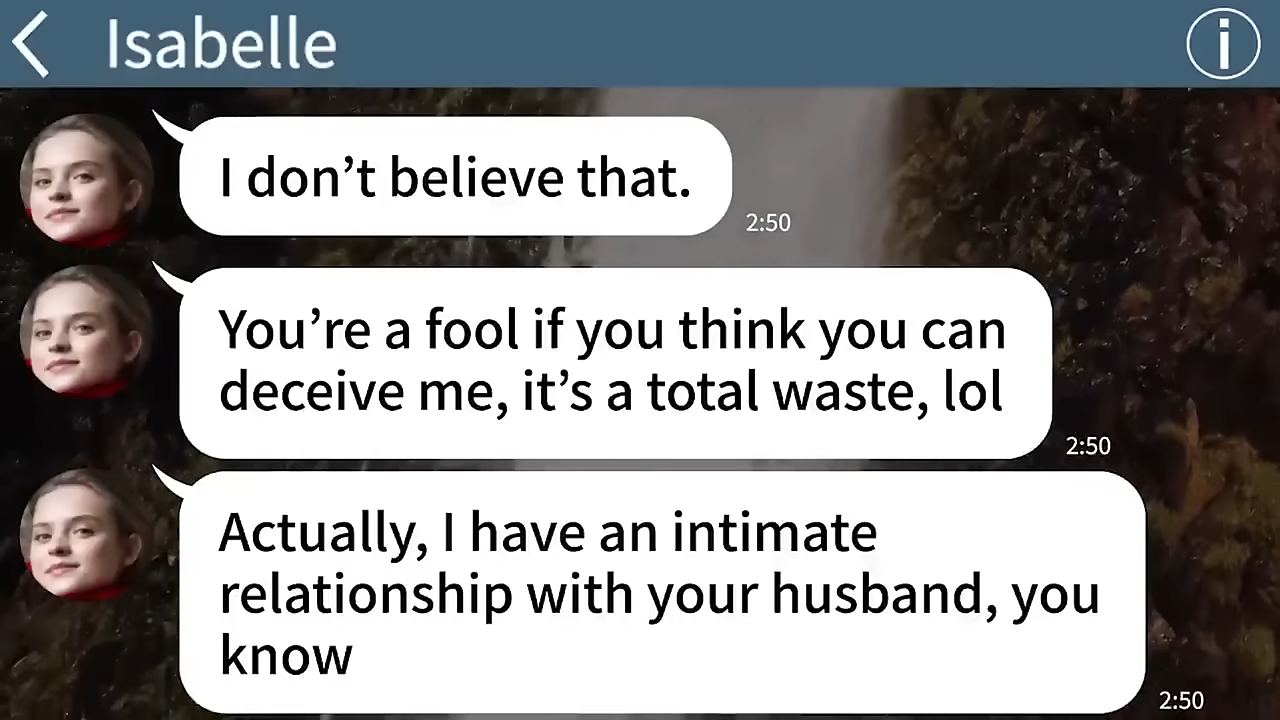 Isabelle
I don’t believe that.
2:50
You’re a fool if you think you can
deceive me, it’s a total waste, lol
2:50
Actually, I have an intimate
relationship with your husband, you
know
2:50